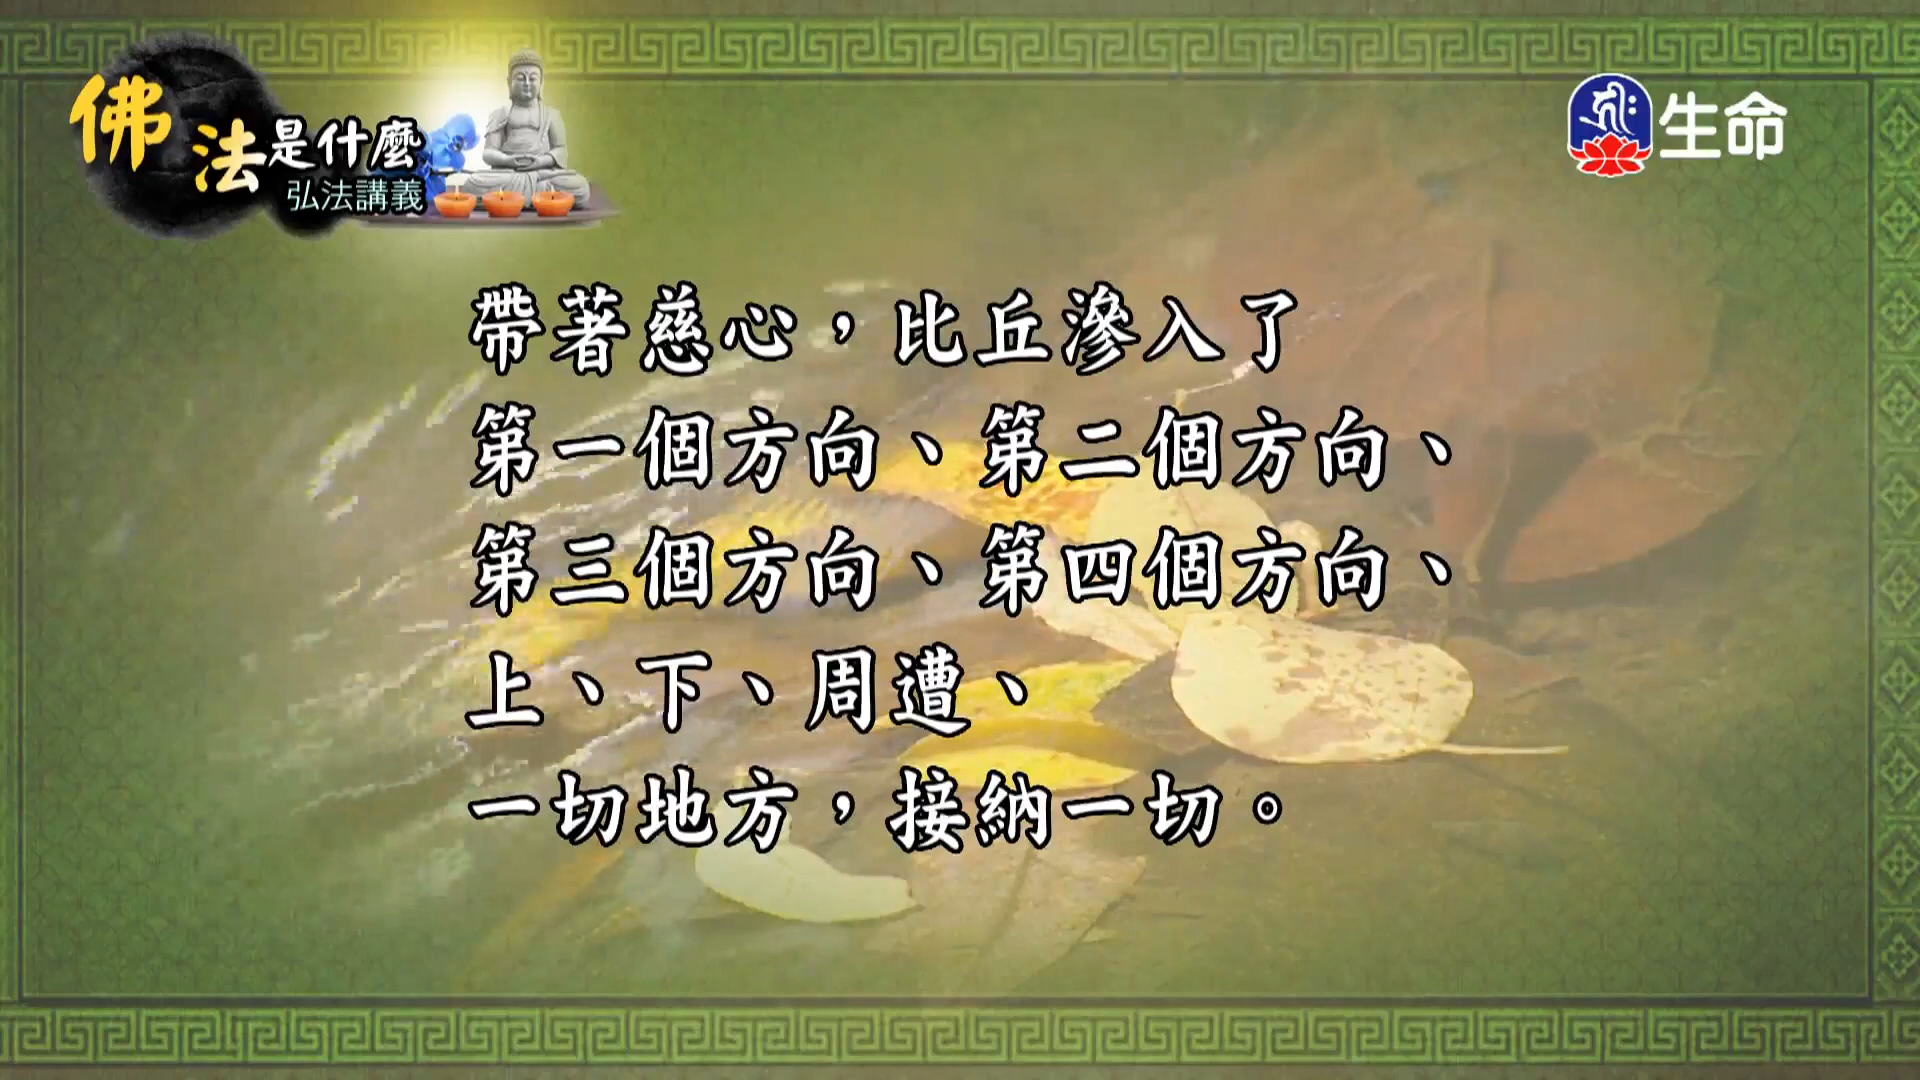 佛法是什麼
弘法講義
生命
帶著慈心，比丘滲入了
第一個方向、第二個方向、
第三個方向、第四個方向、
上、下、周遭、
一切地方，接納一切。